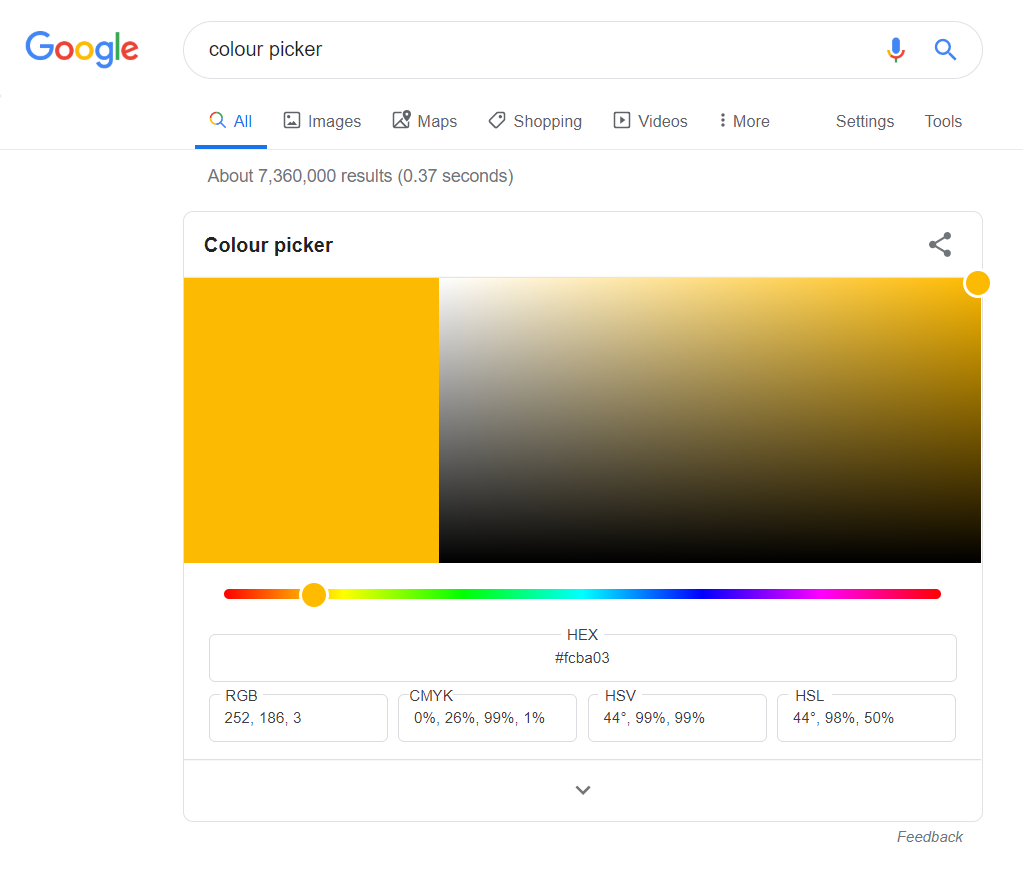 Google
colour picker
All Images Maps Shopping Videos More Settings Tools
About 7,360,000 results (0.37 seconds)
Colour picker
HEX
#fcba03
RGB CMYK HSV HSL
252, 186, 3 0%, 26%, 99%, 1% 44°, 99%, 99% 44°, 98%, 50%
Feedback